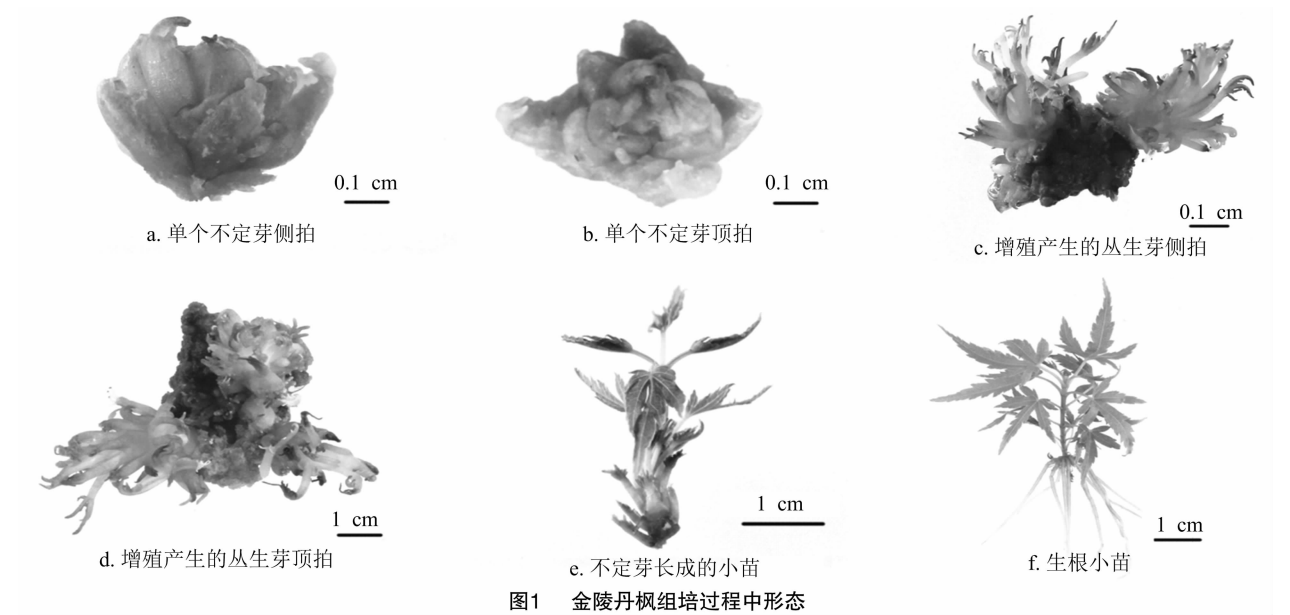 0.1 cm
a. 单个不定芽侧拍
0.1 cm
b. 单个不定芽顶拍
0.1 cm
c. 增殖产生的丛生芽侧拍
1 cm
d. 增殖产生的丛生芽顶拍
1 cm
e. 不定芽长成的小苗
1 cm
f. 生根小苗
图1 金陵丹枫组培过程中形态